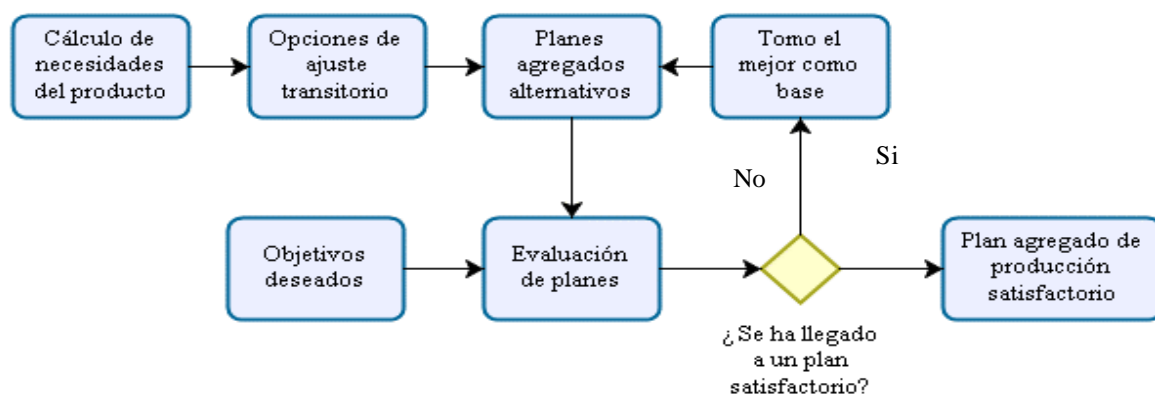 Cálculo de
necesidades
del producto
Opciones de
ajuste
transitorio
Planes
agregados
alternativos
Tomo el
mejor como
base
No
Si
Objetivos
deseados
Evaluación
de planes
¿Se ha llegado
a un plan
satisfactorio?
Plan agregado de
producción
satisfactorio